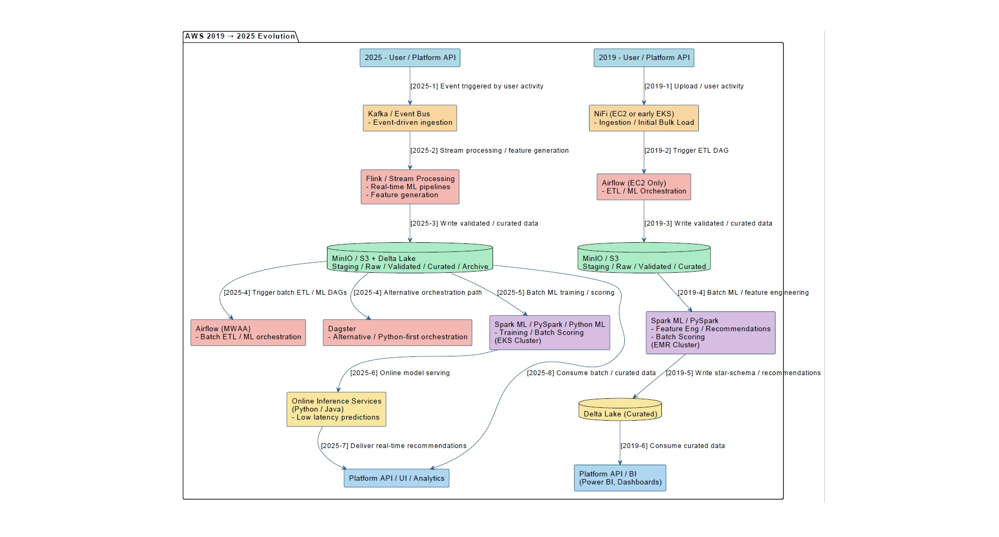 AWS 2019 → 2025 Evolution
2025 - User / Platform API
2019 - User / Platform API
[2025-1] Event triggered by user activity
[2019-1] Upload / user activity
Kafka / Event Bus
- Event-driven ingestion
NiFi (EC2 or early EKS)
- Ingestion / Initial Bulk Load
[2025-2] Stream processing / feature generation
[2019-2] Trigger ETL DAG
Flink / Stream Processing
- Real-time ML pipelines
- Feature generation
Airflow (EC2 Only)
- ETL / ML Orchestration
[2025-3] Write validated / curated data
[2019-3] Write validated / curated data
MinIO / S3 + Delta Lake
Staging / Raw / Validated / Curated / Archive
MinIO / S3
Staging / Raw / Validated / Curated
[2025-4] Trigger batch ETL / ML DAGs
[2025-4] Alternative orchestration path
[2025-5] Batch ML training / scoring
[2019-4] Batch ML / feature engineering
Airflow (MWAA)
- Batch ETL / ML orchestration
Dagster
- Alternative / Python-first orchestration
Spark ML / PySpark / Python ML
- Training / Batch Scoring
(EKS Cluster)
Spark ML / PySpark
- Feature Eng / Recommendations
- Batch Scoring
(EMR Cluster)
[2025-6] Online model serving
[2025-8] Consume batch / curated data
[2019-5] Write star-schema / recommendations
Online Inference Services
(Python / Java)
- Low latency predictions
Delta Lake (Curated)
[2025-7] Deliver real-time recommendations
[2019-6] Consume curated data
Platform API / UI / Analytics
Platform API / BI
(Power BI, Dashboards)